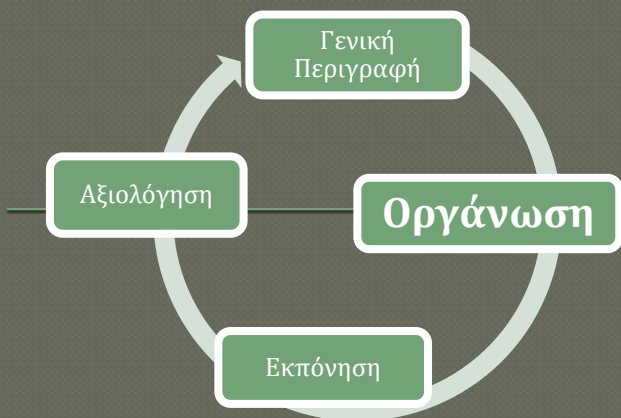 Γενική
Περιγραφή
Οργάνωση
Εκπόνηση
Αξιολόγηση